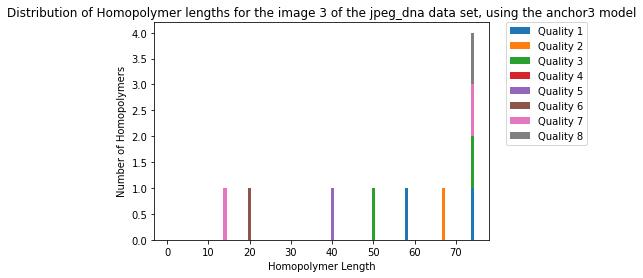 Distribution of Homopolymer lengths for the image 3 of the jpeg_dna data set, using the anchor3 model
4.0
3.5
3.0
2.5
2.0
1.5
1.0
0.5
0.0
Number of Homopolymers
0 10 20 30 40 50 60 70
Homopolymer Length
Quality 1
Quality 2
Quality 3
Quality 4
Quality 5
Quality 6
Quality 7
Quality 8